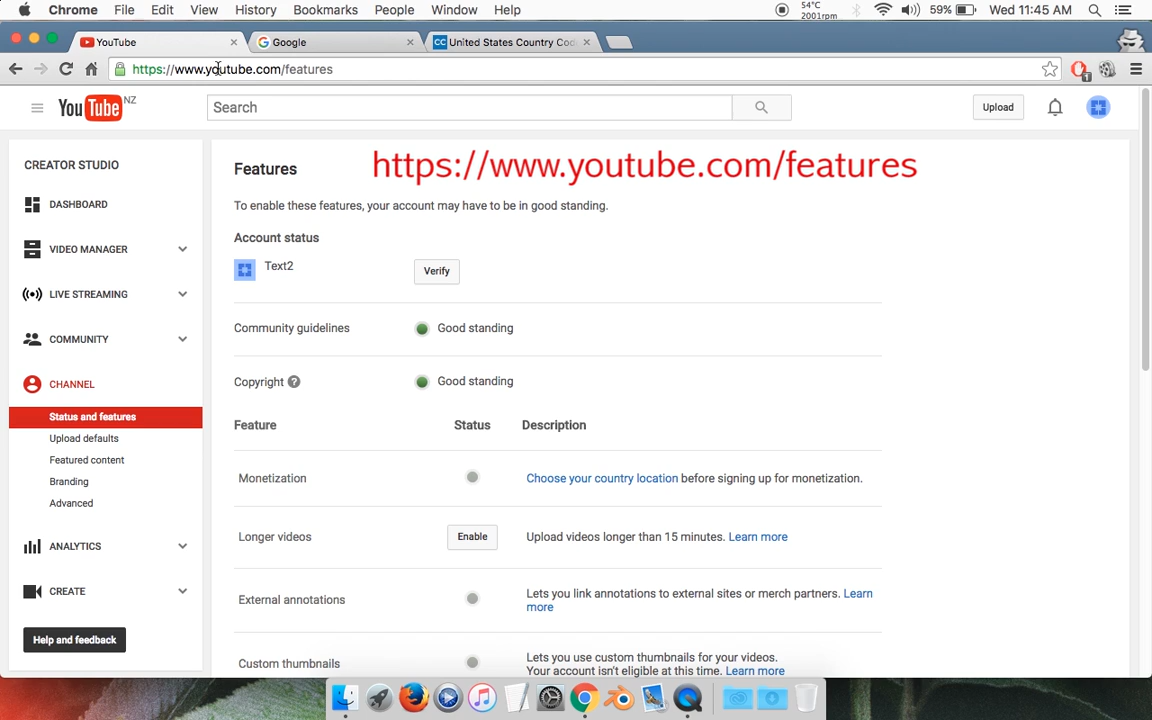 Chrome File Edit View History Bookmarks People Window Help 54°C 2001rpm 59% Wed 11:45 AM
YouTube Google CC United States Country Cod
https://www.youtube.com/features 1
YouTube NZ Search Upload
CREATOR STUDIO
DASHBOARD
VIDEO MANAGER
LIVE STREAMING
COMMUNITY
CHANNEL
Status and features
Upload defaults
Featured content
Branding
Advanced
ANALYTICS
CREATE
Help and feedback
Features
https://www.youtube.com/features
To enable these features, your account may have to be in good standing.
Account status
Text2 Verify
Community guidelines Good standing
Copyright ? Good standing
Feature Status Description
Monetization Choose your country location before signing up for monetization.
Longer videos Enable Upload videos longer than 15 minutes. Learn more
External annotations Lets you link annotations to external sites or merch partners. Learn
more
Custom thumbnails Lets you use custom thumbnails for your videos.
Your account isn't eligible at this time. Learn more